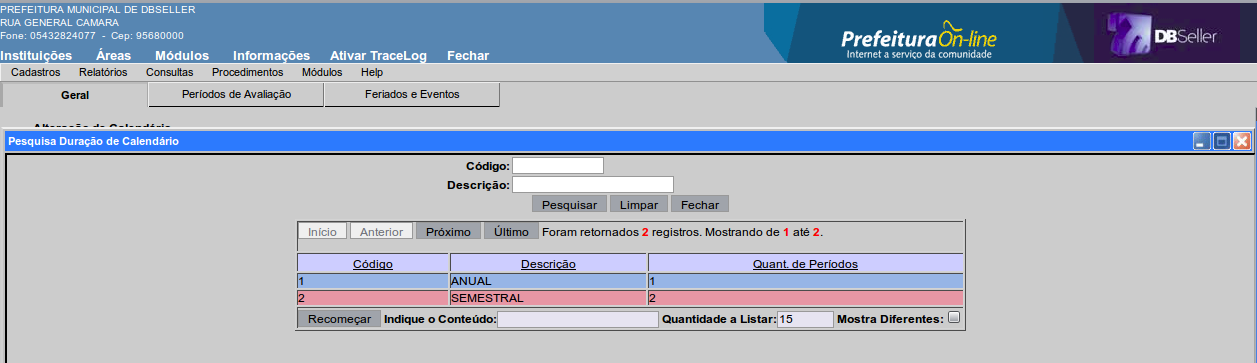 PREFEITURA MUNICIPAL DE DBSELLER
RUA GENERAL CAMARA
Fone: 05432824077 - Cep: 95680000
Instituições Áreas Módulos Informações Ativar TraceLog Fechar
PrefeituraOn-line
Internet a serviço da comunidade
DBSeller
Cadastros Relatórios Consultas Procedimentos Módulos Help
Geral Períodos de Avaliação Feriados e Eventos
Alteração de Calendário
Pesquisa Duração de Calendário
Código:
Descrição:
Pesquisar Limpar Fechar
Início Anterior Próximo Último Foram retornados 2 registros. Mostrando de 1 até 2.
Código Descrição Quant. de Períodos
1 ANUAL 1
2 SEMESTRAL 2
Recomeçar Indique o Conteúdo: Quantidade a Listar: 15 Mostra Diferentes: